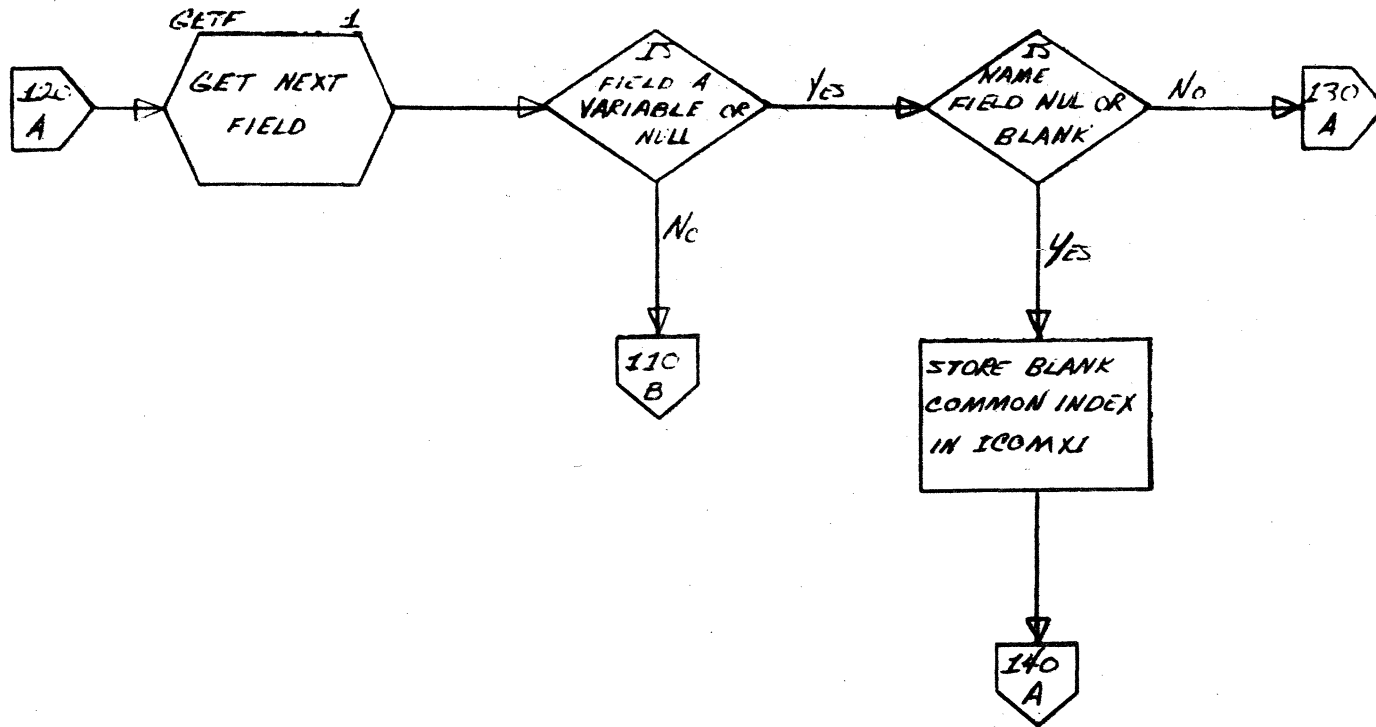 GETF 1
120
A
GET NEXT
FIELD
IS
FIELD A
VARIABLE OR
NULL
YES
IS
NAME
FIELD NUL OR
BLANK
NO
130
A
NO
110
B
YES
STORE BLANK
COMMON INDEX
IN ICOMX1
140
A